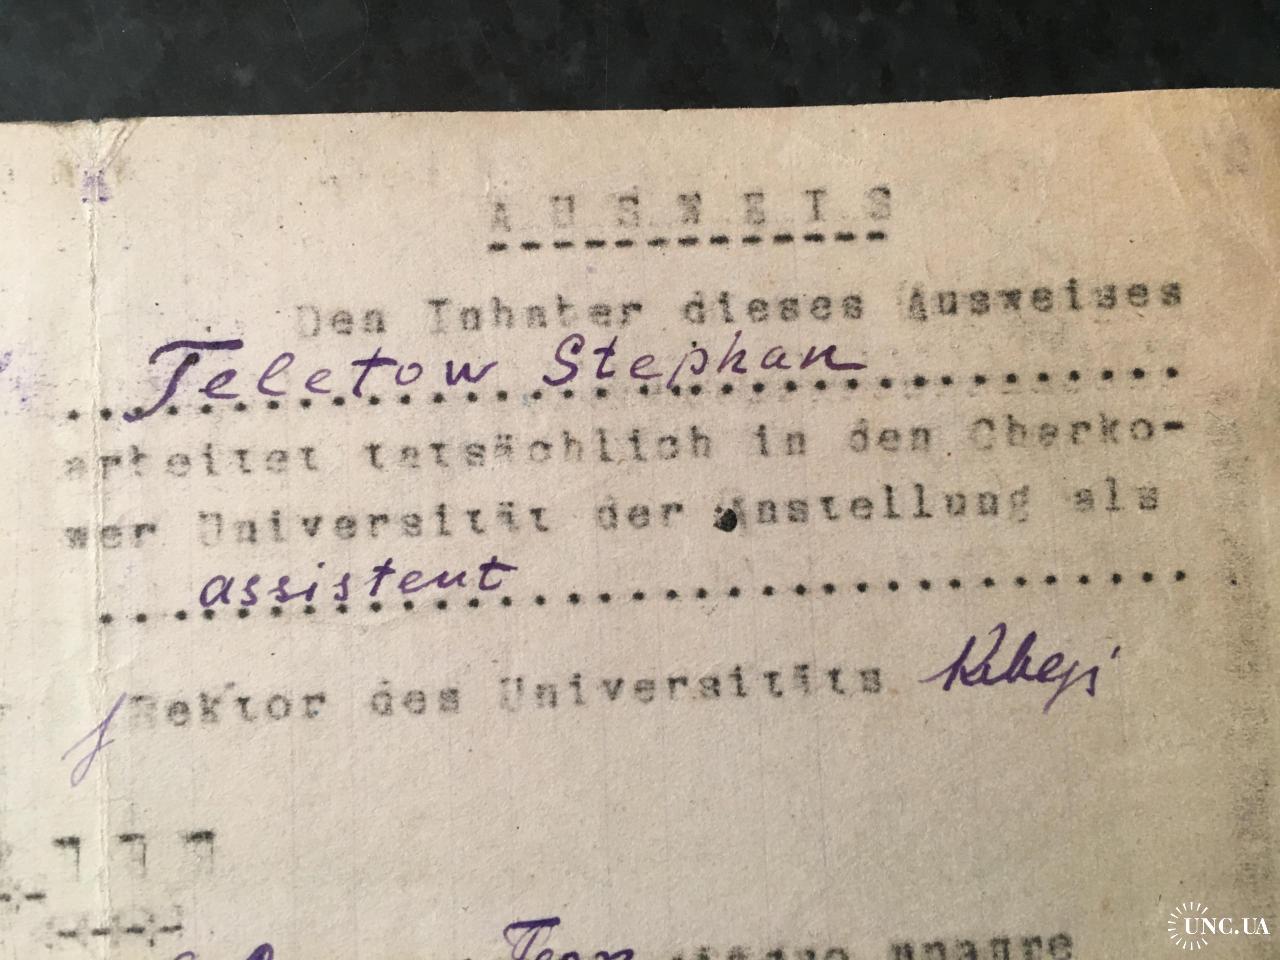 AUSWEIS
Den Inhaber dieses Ausweises
Teletow Stephan
arbeitet tatsächlich in den Charko-
wer Universität der Anstellung als
assistent
Rektor des Universitäts
UNC.UA